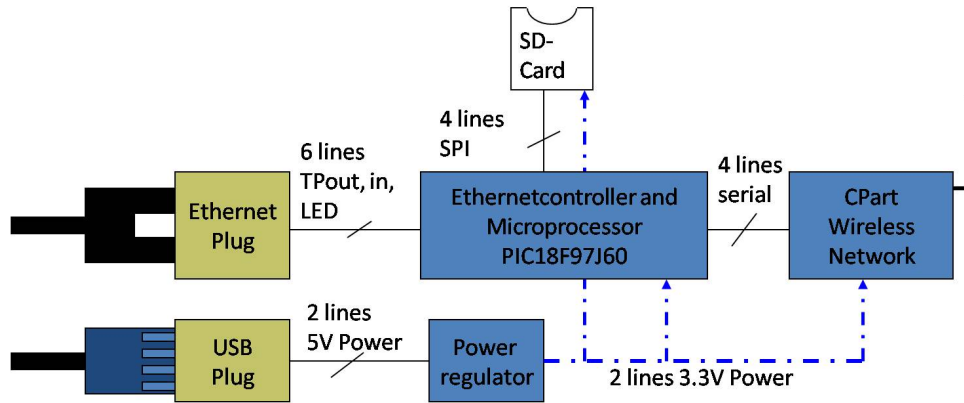 SD-
Card
4 lines
SPI
6 lines
TPout, in,
LED
4 lines
serial
Ethernet
Plug
Ethernetcontroller and
Microprocessor
PIC18F97J60
CPart
Wireless
Network
2 lines
5V Power
USB
Plug
Power
regulator
2 lines 3.3V Power